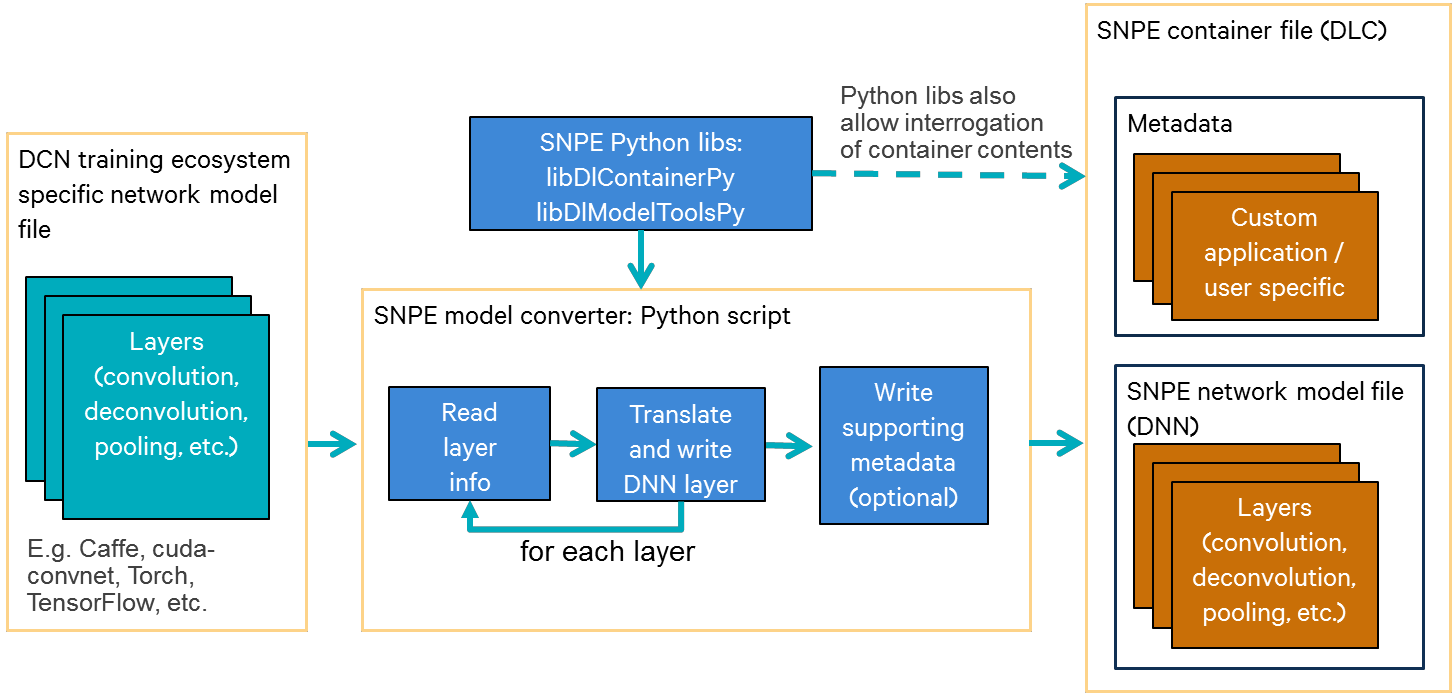 DCN training ecosystem
specific network model
file
Layers
(convolution,
deconvolution,
pooling, etc.)
E.g. Caffe, cuda-
convnet, Torch,
TensorFlow, etc.
SNPE Python libs:
libDlContainerPy
libDlModelToolsPy
Python libs also
allow interrogation
of container contents
SNPE model converter: Python script
Read
layer
info
Translate
and write
DNN layer
Write
supporting
metadata
(optional)
for each layer
SNPE container file (DLC)
Metadata
Custom
application /
user specific
SNPE network model file
(DNN)
Layers
(convolution,
deconvolution,
pooling, etc.)